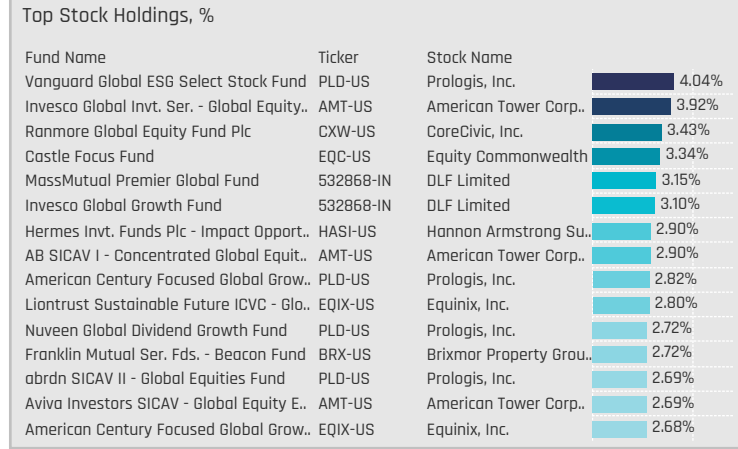 Top Stock Holdings, %
Fund Name Ticker Stock Name
Vanguard Global ESG Select Stock Fund PLD-US Prologis, Inc. 4.04%
Invesco Global Invt. Ser. - Global Equity.. AMT-US American Tower Corp.. 3.92%
Ranmore Global Equity Fund Plc CXW-US CoreCivic, Inc. 3.43%
Castle Focus Fund EQC-US Equity Commonwealth 3.34%
MassMutual Premier Global Fund 532868-IN DLF Limited 3.15%
Invesco Global Growth Fund 532868-IN DLF Limited 3.10%
Hermes Invt. Funds Plc - Impact Opport.. HASI-US Hannon Armstrong Su.. 2.90%
AB SICAV I - Concentrated Global Equit.. AMT-US American Tower Corp.. 2.90%
American Century Focused Global Grow.. PLD-US Prologis, Inc. 2.82%
Liontrust Sustainable Future ICVC - Glo.. EQIX-US Equinix, Inc. 2.80%
Nuveen Global Dividend Growth Fund PLD-US Prologis, Inc. 2.72%
Franklin Mutual Ser. Fds. - Beacon Fund BRX-US Brixmor Property Grou.. 2.72%
abrdn SICAV II - Global Equities Fund PLD-US Prologis, Inc. 2.69%
Aviva Investors SICAV - Global Equity E.. AMT-US American Tower Corp.. 2.69%
American Century Focused Global Grow.. EQIX-US Equinix, Inc. 2.68%